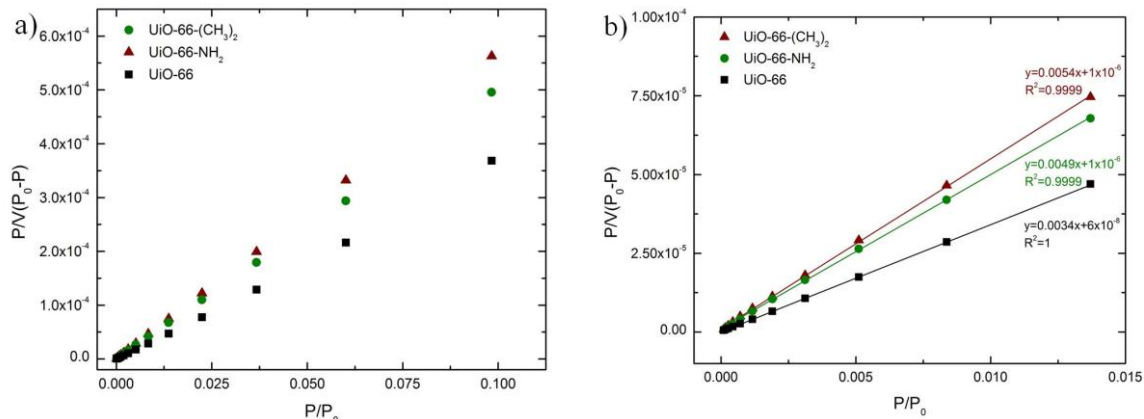 a)
UiO-66-(CH₃)₂
UiO-66-NH₂
UiO-66
6.0x10⁻⁴
5.0x10⁻⁴
4.0x10⁻⁴
3.0x10⁻⁴
2.0x10⁻⁴
1.0x10⁻⁴
0.0
P/V(P₀-P)
0.000 0.025 0.050 0.075 0.100
P/P₀
b)
UiO-66-(CH₃)₂
UiO-66-NH₂
UiO-66
1.00x10⁻⁴
7.50x10⁻⁵
5.00x10⁻⁵
2.50x10⁻⁵
0.00
P/V(P₀-P)
y=0.0054x+1x10⁻⁶
R²=0.9999
y=0.0049x+1x10⁻⁶
R²=0.9999
y=0.0034x+6x10⁻⁸
R²=1
0.000 0.005 0.010 0.015
P/P₀